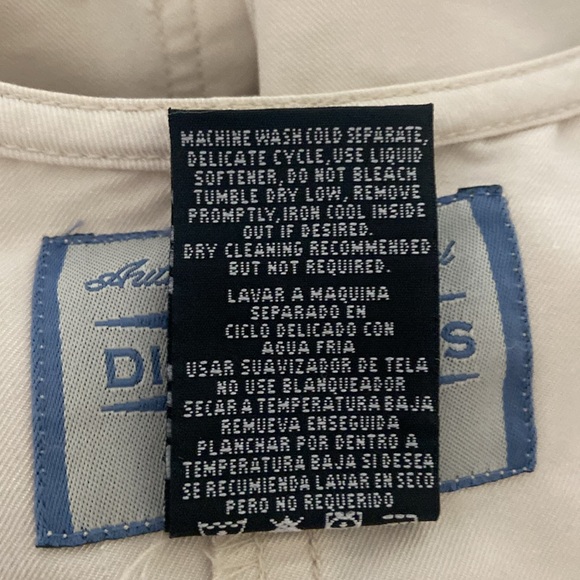 MACHINE WASH COLD SEPARATE,
DELICATE CYCLE, USE LIQUID
SOFTENER, DO NOT BLEACH
TUMBLE DRY LOW, REMOVE
PROMPTLY, IRON COOL INSIDE
OUT IF DESIRED.
DRY CLEANING RECOMMENDED
BUT NOT REQUIRED.
LAVAR A MAQUINA
SEPARADO EN
CICLO DELICADO CON
AGUA FRIA
USAR SUAVIZADOR DE TELA
NO USE BLANQUEADOR
SECAR A TEMPERATURA BAJA
REMUEVA ENSEGUIDA
PLANCHAR POR DENTRO A
TEMPERATURA BAJA SI DESEA
SE RECUMIENDA LAVAR EN SECO
PERO NO REQUERIDO